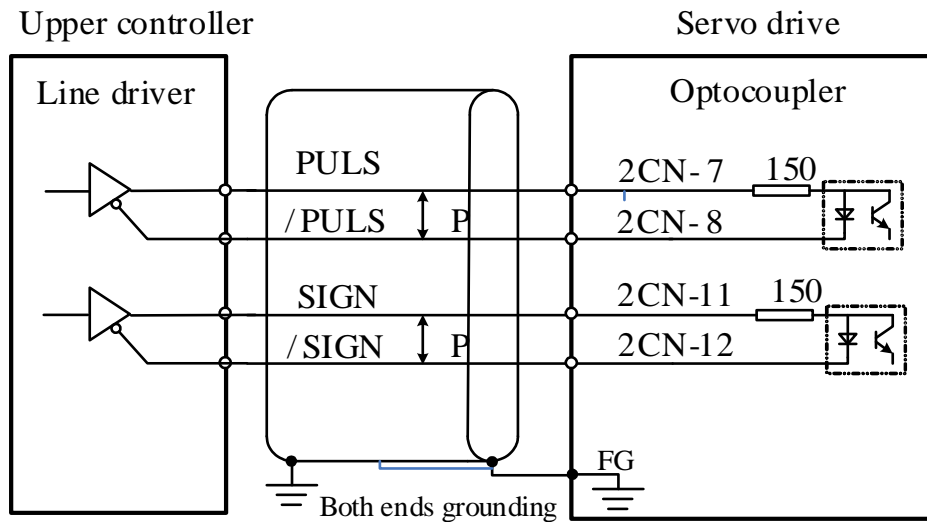 Upper controller
Servo drive
Line driver
Optocoupler
PULS
2CN-7
150
/PULS
P
2CN-8
SIGN
2CN-11
150
/SIGN
P
2CN-12
FG
Both ends grounding